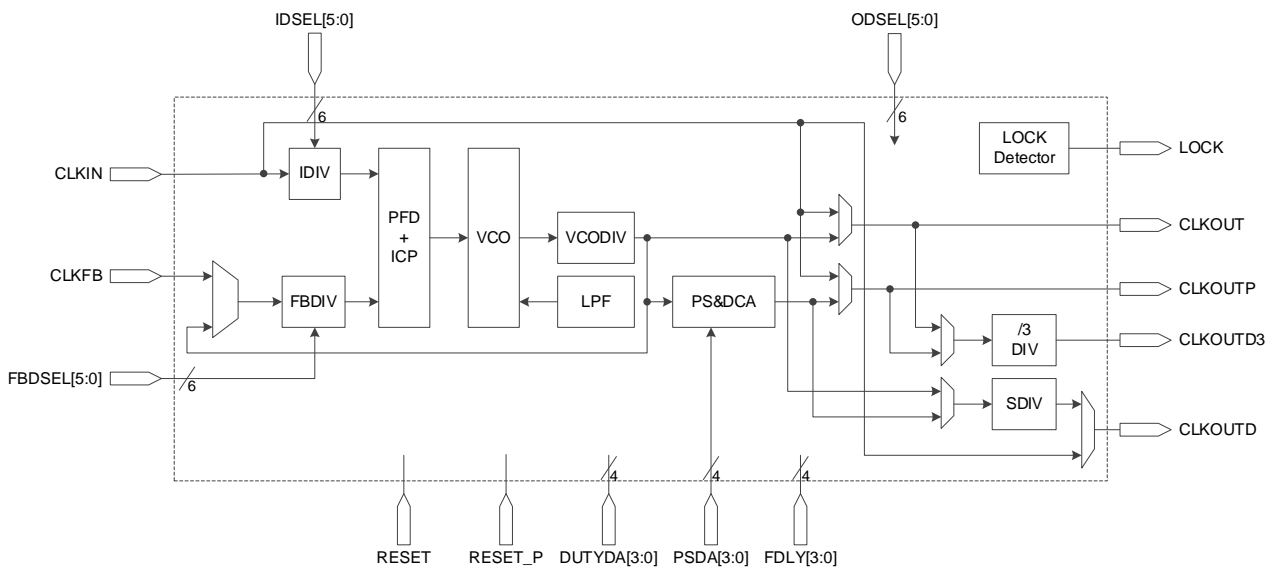 IDSEL[5:0]
ODSEL[5:0]
6
6
LOCK
Detector
LOCK
CLKIN
IDIV
PFD
+
ICP
VCO
VCODIV
CLKOUT
CLKFB
FBDIV
LPF
PS&DCA
CLKOUTP
/3
DIV
CLKOUTD3
FBDSEL[5:0]
6
SDIV
CLKOUTD
4
4
4
RESET
RESET_P
DUTYDA[3:0]
PSDA[3:0]
FDLY[3:0]